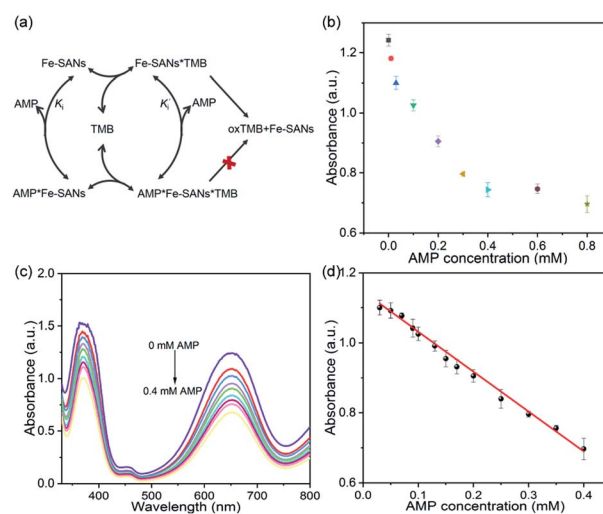 (a)
Fe-SANs
Fe-SANs*TMB
AMP
Ki
TMB
Ki
AMP
oxTMB+Fe-SANs
AMP*Fe-SANs
AMP*Fe-SANs*TMB
(b)
Absorbance (a.u.)
1.2
1.0
0.8
0.6
0.0 0.2 0.4 0.6 0.8
AMP concentration (mM)
(c)
Absorbance (a.u.)
2.0
1.5
1.0
0.5
0.0
0 mM AMP
0.4 mM AMP
400 500 600 700 800
Wavelength (nm)
(d)
Absorbance (a.u.)
1.2
1.0
0.8
0.6
0.0 0.1 0.2 0.3 0.4
AMP concentration (mM)